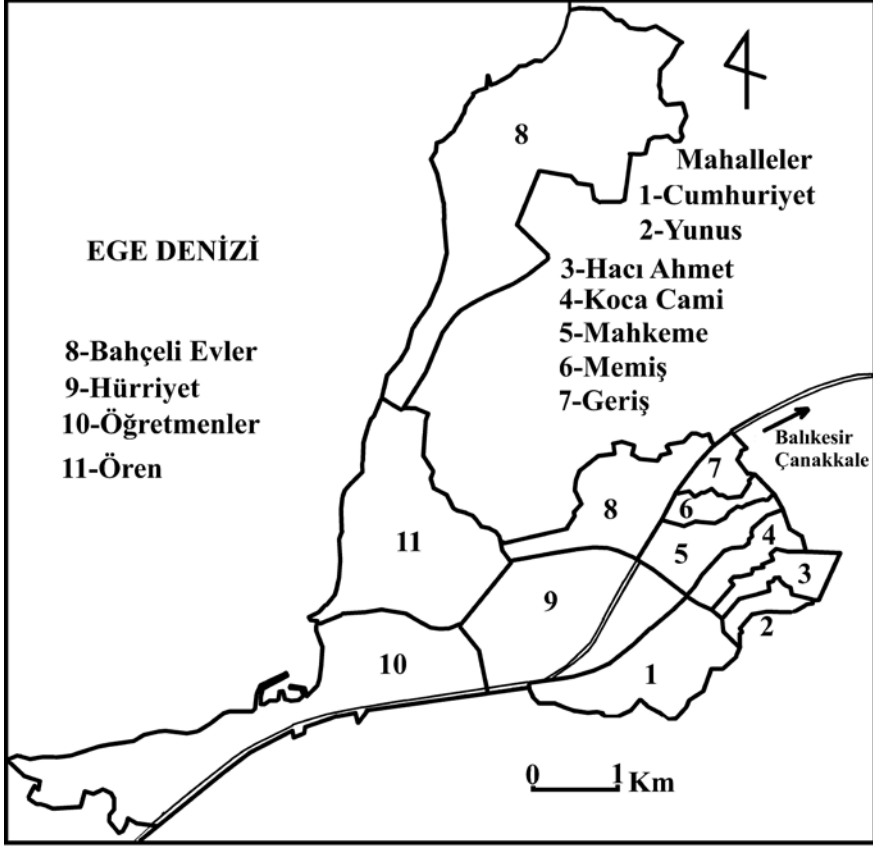 8
Mahalleler
1-Cumhuriyet
2-Yunus
EGE DENİZİ
3-Hacı Ahmet
4-Koca Cami
5-Mahkeme
6-Memiş
7-Geriş
8-Bahçeli Evler
9-Hürriyet
10-Öğretmenler
11-Ören
Balıkesir
Çanakkale
7
8
6
4
11
5
3
9
2
10
1
0 1 Km